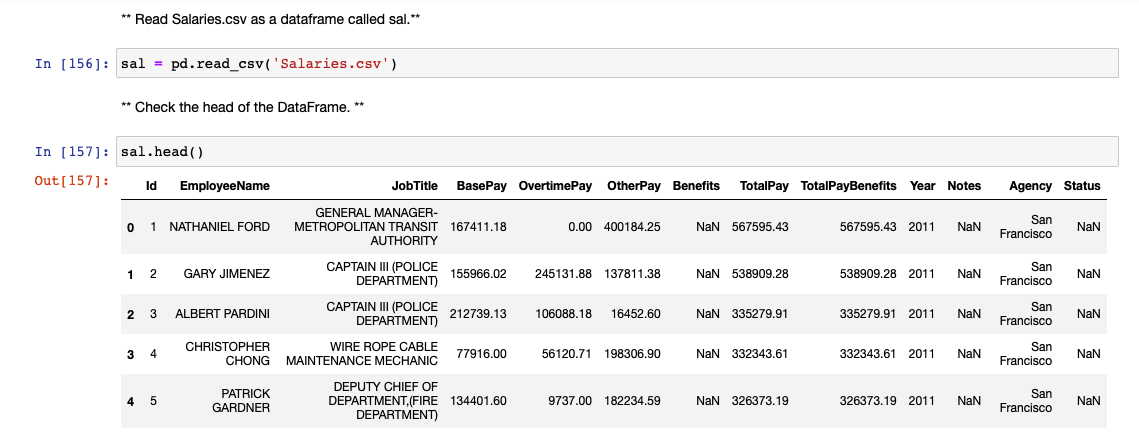 ** Read Salaries.csv as a dataframe called sal.**
In [156]: sal = pd.read_csv('Salaries.csv')
** Check the head of the DataFrame. **
In [157]: sal.head()
Out[157]:
Id EmployeeName JobTitle BasePay OvertimePay OtherPay Benefits TotalPay TotalPayBenefits Year Notes Agency Status
0 1 NATHANIEL FORD GENERAL MANAGER-METROPOLITAN TRANSIT AUTHORITY 167411.18 0.00 400184.25 NaN 567595.43 567595.43 2011 NaN San Francisco NaN
1 2 GARY JIMENEZ CAPTAIN III (POLICE DEPARTMENT) 155966.02 245131.88 137811.38 NaN 538909.28 538909.28 2011 NaN San Francisco NaN
2 3 ALBERT PARDINI CAPTAIN III (POLICE DEPARTMENT) 212739.13 106088.18 16452.60 NaN 335279.91 335279.91 2011 NaN San Francisco NaN
3 4 CHRISTOPHER CHONG WIRE ROPE CABLE MAINTENANCE MECHANIC 77916.00 56120.71 198306.90 NaN 332343.61 332343.61 2011 NaN San Francisco NaN
4 5 PATRICK GARDNER DEPUTY CHIEF OF DEPARTMENT,(FIRE DEPARTMENT) 134401.60 9737.00 182234.59 NaN 326373.19 326373.19 2011 NaN San Francisco NaN